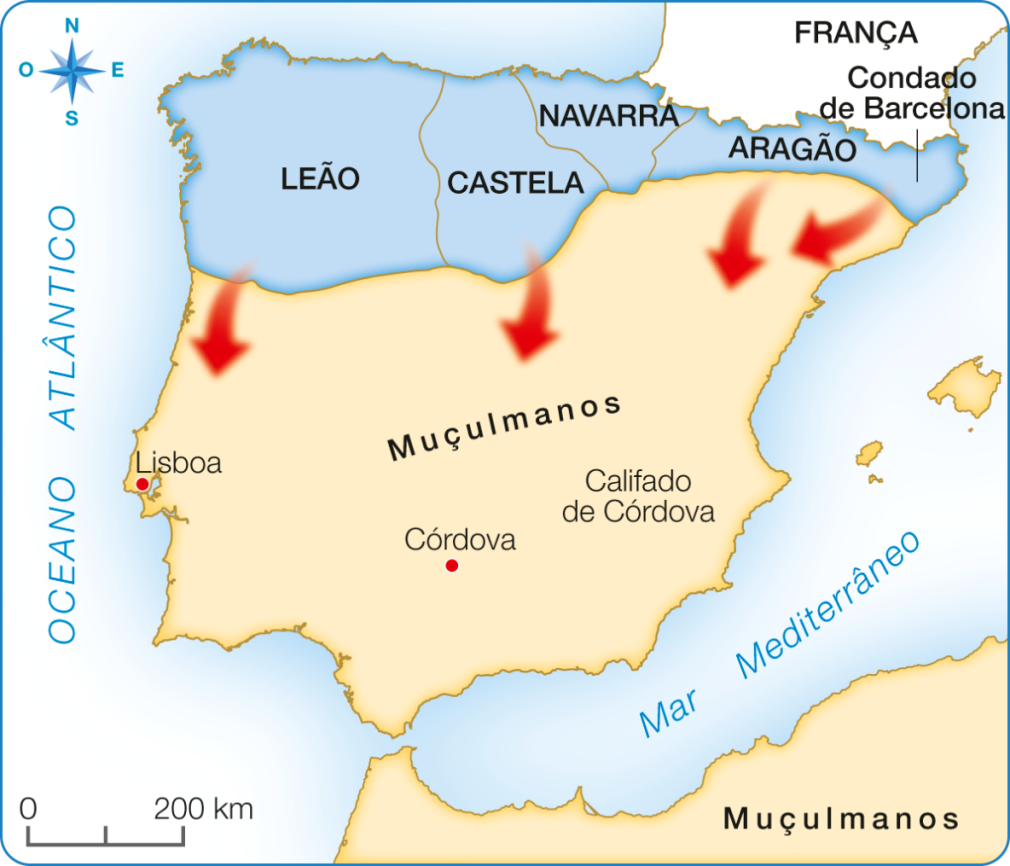 N
O
E
S
FRANÇA
Condado
de Barcelona
NAVARRA
ARAGÃO
LEÃO
CASTELA
OCEANO ATLÂNTICO
Muçulmanos
Lisboa
Califado
de Córdova
Córdova
Mar Mediterrâneo
0
200 km
Muçulmanos